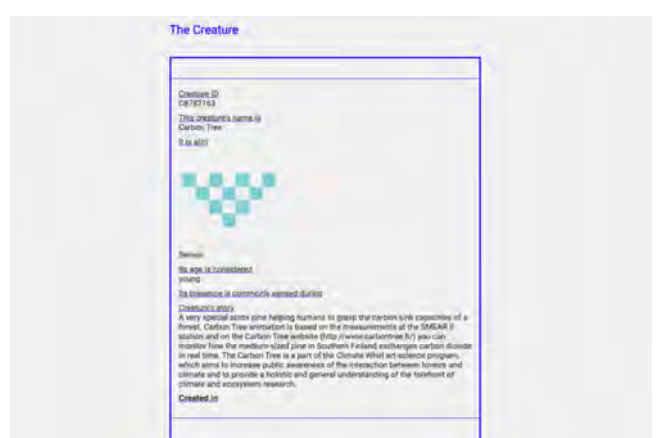 The Creature
Creature ID
C8782163
This creature's name is
Carbon Tree
It is a(n)
Sensor
Its age is considered
young
Its presence is commonly sensed during
Creature's story
A very special scots pine helping humans to grasp the carbon sink capacities of a
forest. Carbon Tree animation is based on the measurements at the SMEAR II
station and on the Carbon Tree website (http://www.carbontree.fi/) you can
monitor how the medium-sized pine in Southern Finland exchanges carbon dioxide
in real time. The Carbon Tree is a part of the Climate Whirl art-science program,
which aims to increase public awareness of the interaction between forests and
climate and to provide a holistic and general understanding of the forefront of
climate and ecosystem research.
Created in